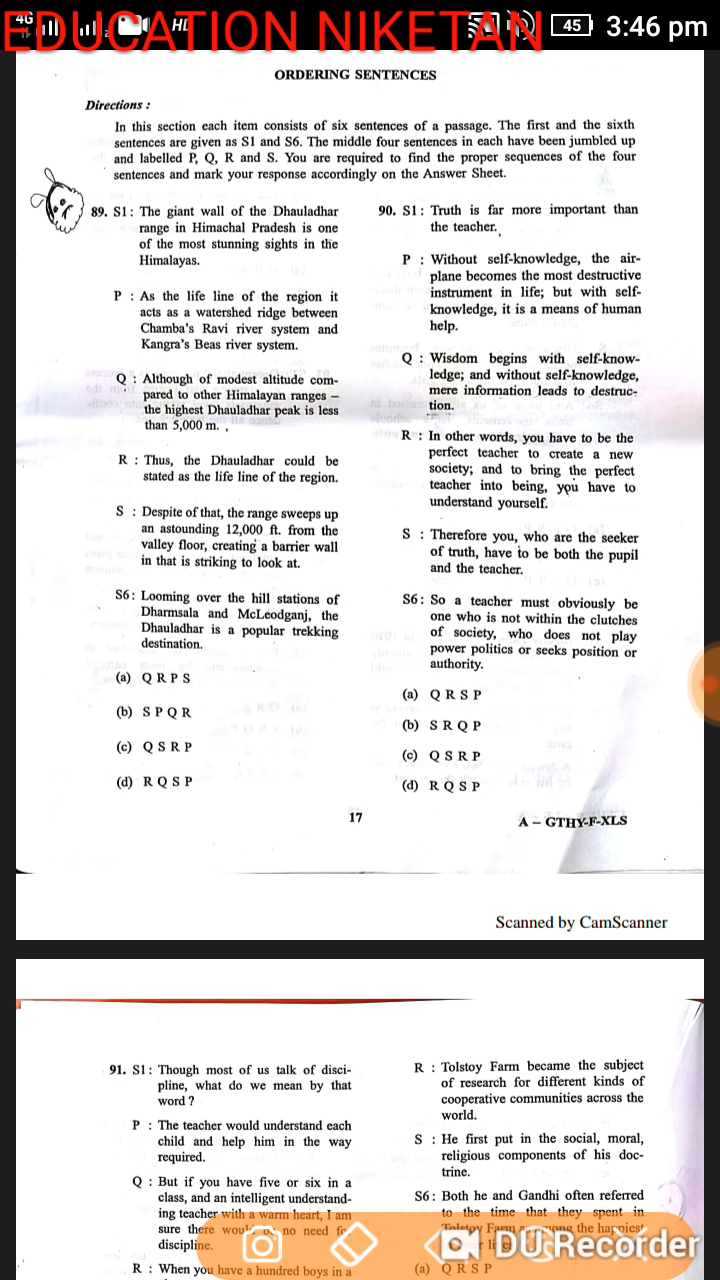 4G
HD
45
3:46 pm
EDUCATION NIKETAN
ORDERING SENTENCES
Directions :
In this section each item consists of six sentences of a passage. The first and the sixth
sentences are given as S1 and S6. The middle four sentences in each have been jumbled up
and labelled P, Q, R and S. You are required to find the proper sequences of the four
sentences and mark your response accordingly on the Answer Sheet.
89. S1 : The giant wall of the Dhauladhar
range in Himachal Pradesh is one
of the most stunning sights in the
Himalayas.
P : As the life line of the region it
acts as a watershed ridge between
Chamba's Ravi river system and
Kangra's Beas river system.
Q : Although of modest altitude com-
pared to other Himalayan ranges –
the highest Dhauladhar peak is less
than 5,000 m.
R : Thus, the Dhauladhar could be
stated as the life line of the region.
S : Despite of that, the range sweeps up
an astounding 12,000 ft. from the
valley floor, creating a barrier wall
in that is striking to look at.
S6: Looming over the hill stations of
Dharmsala and McLeodganj, the
Dhauladhar is a popular trekking
destination.
(a) Q R P S
(b) S P Q R
(c) Q S R P
(d) R Q S P
90. S1 : Truth is far more important than
the teacher.
P : Without self-knowledge, the air-
plane becomes the most destructive
instrument in life; but with self-
knowledge, it is a means of human
help.
Q : Wisdom begins with self-know-
ledge; and without self-knowledge,
mere information leads to destruc-
tion.
R : In other words, you have to be the
perfect teacher to create a new
society; and to bring the perfect
teacher into being, you have to
understand yourself.
S : Therefore you, who are the seeker
of truth, have to be both the pupil
and the teacher.
S6: So a teacher must obviously be
one who is not within the clutches
of society, who does not play
power politics or seeks position or
authority.
(a) Q R S P
(b) S R Q P
(c) Q S R P
(d) R Q S P
17
A – GTHY-F-XLS
Scanned by CamScanner
91. S1 : Though most of us talk of disci-
pline, what do we mean by that
word ?
P : The teacher would understand each
child and help him in the way
required.
Q : But if you have five or six in a
class, and an intelligent understand-
ing teacher with a warm heart, I am
sure there would be no need for
discipline.
R : When you have a hundred boys in a
R : Tolstoy Farm became the subject
of research for different kinds of
cooperative communities across the
world.
S : He first put in the social, moral,
religious components of his doc-
trine.
S6 : Both he and Gandhi often referred
to the time that they spent in
Tolstoy Farm among the happiest
(a) Q R S P
DU Recorder